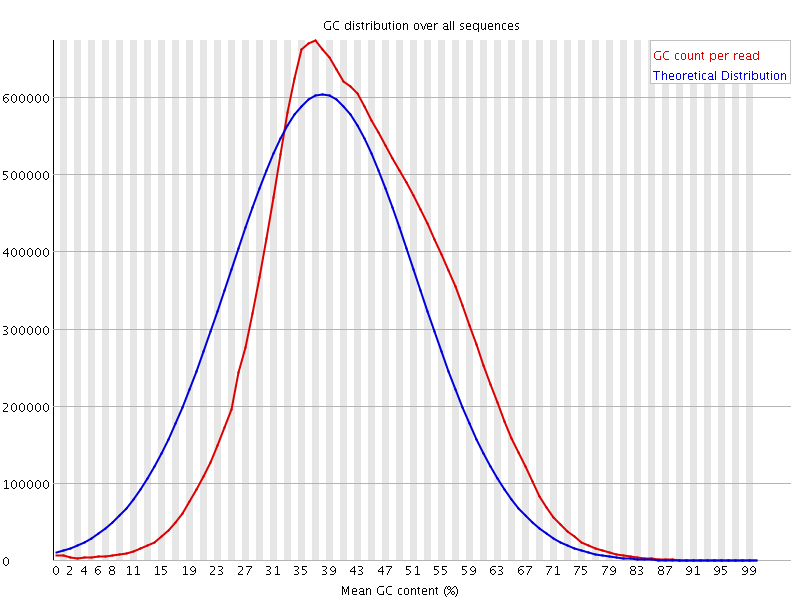 GC distribution over all sequences
GC count per read
Theoretical Distribution
600000
500000
400000
300000
200000
100000
0
0 2 4 6 8 11 15 19 23 27 31 35 39 43 47 51 55 59 63 67 71 75 79 83 87 91 95 99
Mean GC content (%)